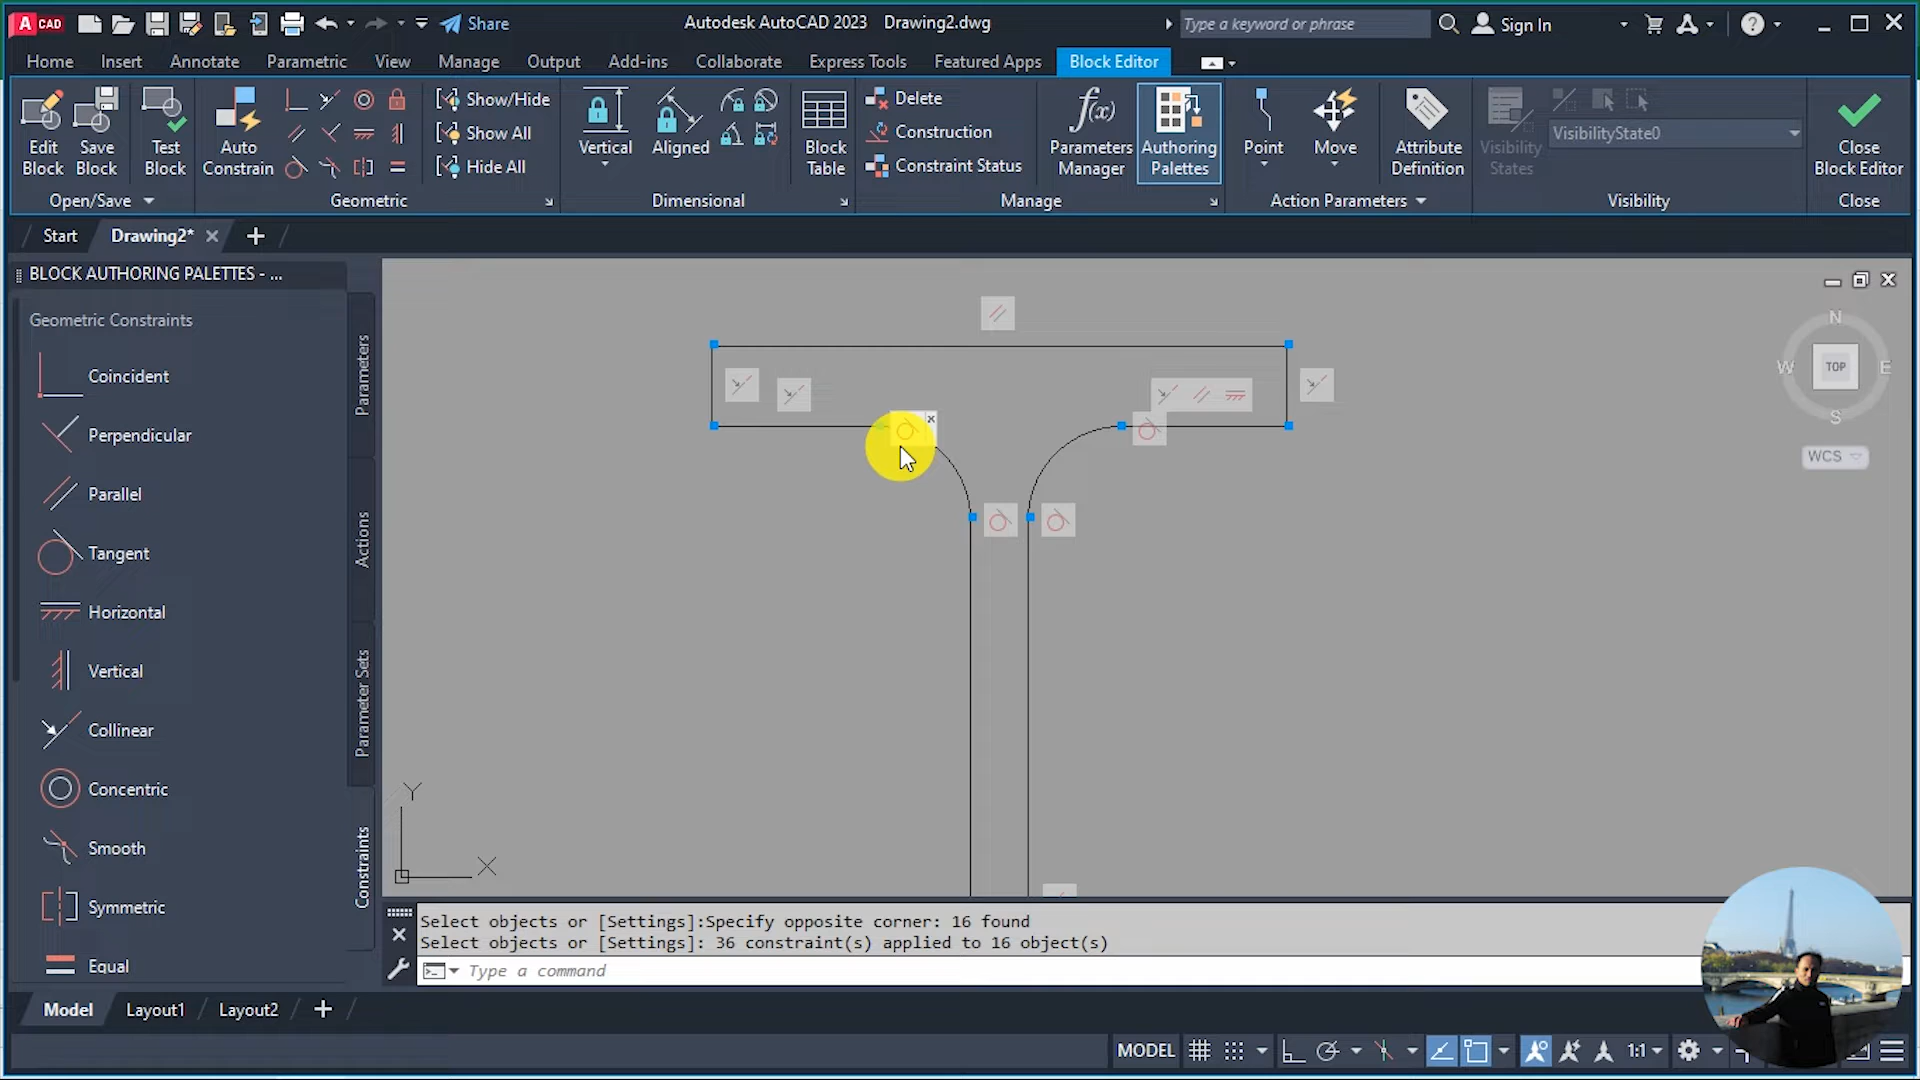 A CAD
Share
Autodesk AutoCAD 2023 Drawing2.dwg
Type a keyword or phrase
Sign In
Home Insert Annotate Parametric View Manage Output Add-ins Collaborate Express Tools Featured Apps Block Editor
Edit Block
Save Block
Test Block
Auto Constrain
Show/Hide
Show All
Hide All
Vertical
Aligned
Block Table
Delete
Construction
Constraint Status
f(x)
Parameters Manager
Authoring Palettes
Point
Move
Attribute Definition
Visibility States
VisibilityState0
Close Block Editor
Open/Save
Geometric
Dimensional
Manage
Action Parameters
Visibility
Close
Start
Drawing2*
BLOCK AUTHORING PALETTES - ...
Geometric Constraints
Coincident
Perpendicular
Parallel
Tangent
Horizontal
Vertical
Collinear
Concentric
Smooth
Symmetric
Equal
Parameters
Actions
Parameter Sets
Constraints
N
W
TOP
E
S
WCS
Y
X
Select objects or [Settings]:Specify opposite corner: 16 found
Select objects or [Settings]: 36 constraint(s) applied to 16 object(s)
Type a command
Model
Layout1
Layout2
MODEL
1:1